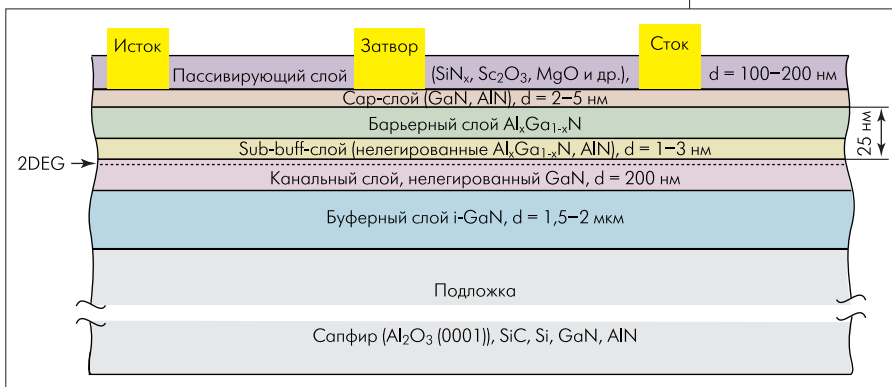 Исток
Затвор
Сток
Пассивирующий слой (SiNₓ, Sc₂O₃, MgO и др.), d = 100–200 нм
Cap-слой (GaN, AlN), d = 2–5 нм
Барьерный слой AlₓGa₁₋ₓN
25 нм
Sub-buff-слой (нелегированные AlₓGa₁₋ₓN, AlN), d = 1–3 нм
2DEG
Канальный слой, нелегированный GaN, d = 200 нм
Буферный слой i-GaN, d = 1,5–2 мкм
Подложка
Сапфир (Al₂O₃ (0001)), SiC, Si, GaN, AlN